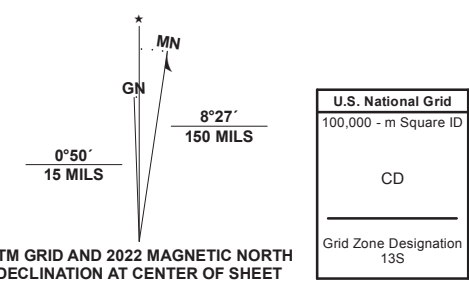 ★
MN
GN
8°27´
150 MILS
0°50´
15 MILS
TM GRID AND 2022 MAGNETIC NORTH
DECLINATION AT CENTER OF SHEET
U.S. National Grid
100,000 - m Square ID
CD
Grid Zone Designation
13S